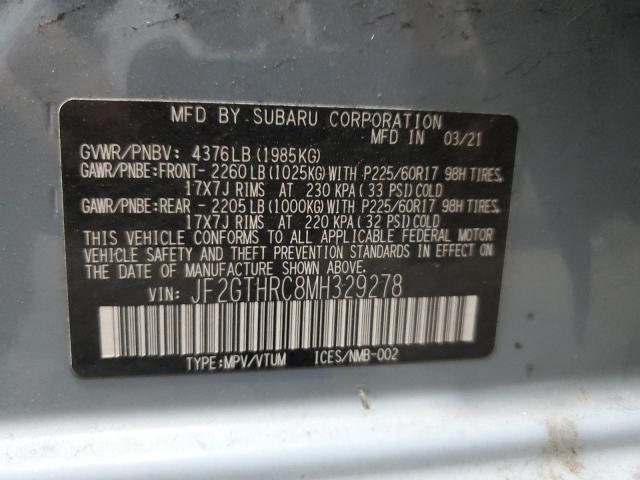 MFD BY SUBARU CORPORATION
MFD IN 03/21
GVWR/PNBV: 4376LB (1985KG)
GAWR/PNBE:FRONT- 2260LB (1025KG) WITH P225/60R17 98H TIRES,
17X7J RIMS AT 230 KPA (33 PSI) COLD
GAWR/PNBE:REAR - 2205LB (1000KG) WITH P225/60R17 98H TIRES,
17X7J RIMS AT 220 KPA (32 PSI) COLD
THIS VEHICLE CONFORMS TO ALL APPLICABLE FEDERAL MOTOR
VEHICLE SAFETY AND THEFT PREVENTION STANDARDS IN EFFECT
ON THE DATE OF MANUFACTURE SHOWN ABOVE.
VIN: JF2GTHRC8MH329278
TYPE:MPV/VTUM ICES/NMB-002